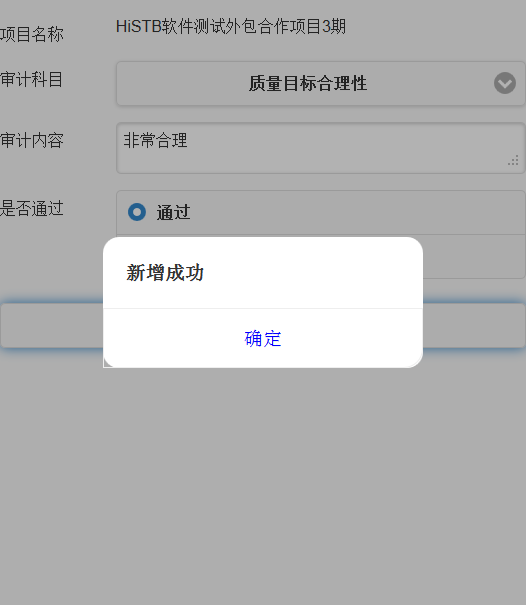 项目名称
HiSTB软件测试外包合作项目3期
审计科目
质量目标合理性
审计内容
非常合理
是否通过
通过
新增成功
确定